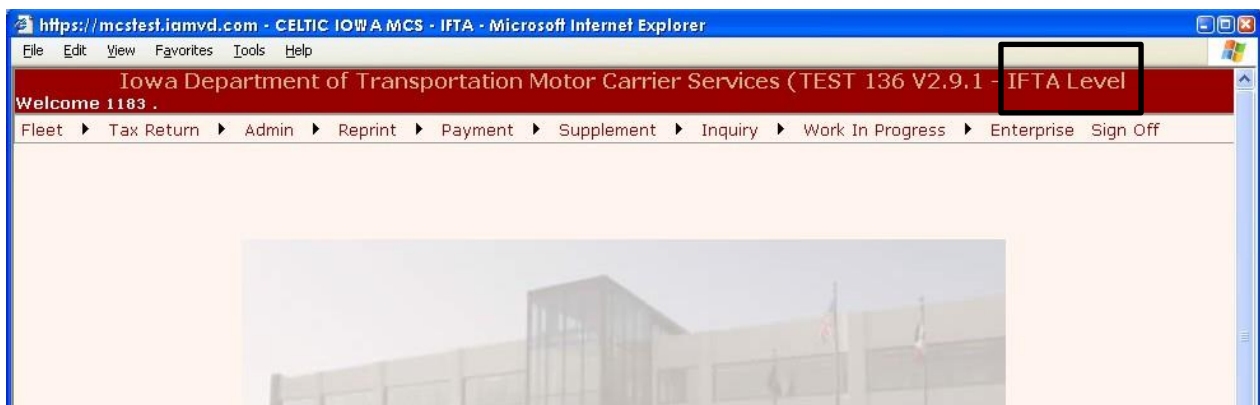 https://mcstest.iamvd.com - CELTIC IOWA MCS - IFTA - Microsoft Internet Explorer
File Edit View Favorites Tools Help
Iowa Department of Transportation Motor Carrier Services (TEST 136 V2.9.1 - IFTA Level
Welcome 1183 .
Fleet Tax Return Admin Reprint Payment Supplement Inquiry Work In Progress Enterprise Sign Off